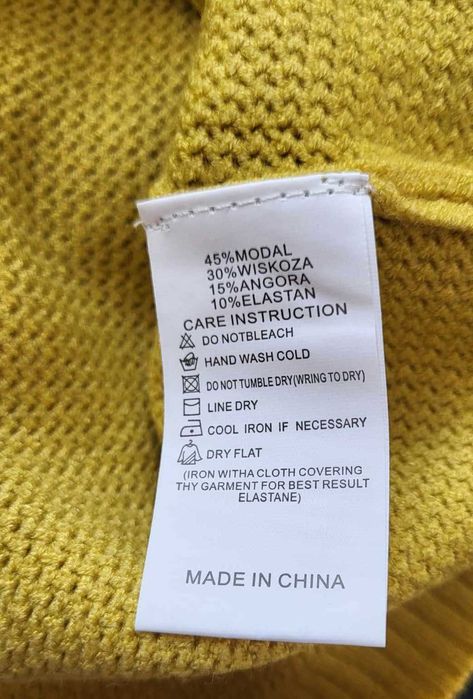 45%MODAL
30%WISKOZA
15%ANGORA
10%ELASTAN
CARE INSTRUCTION
DO NOTBLEACH
HAND WASH COLD
DO NOT TUMBLE DRY(WRING TO DRY)
LINE DRY
COOL IRON IF NECESSARY
DRY FLAT
(IRON WITHA CLOTH COVERING
THY GARMENT FOR BEST RESULT
ELASTANE)
MADE IN CHINA